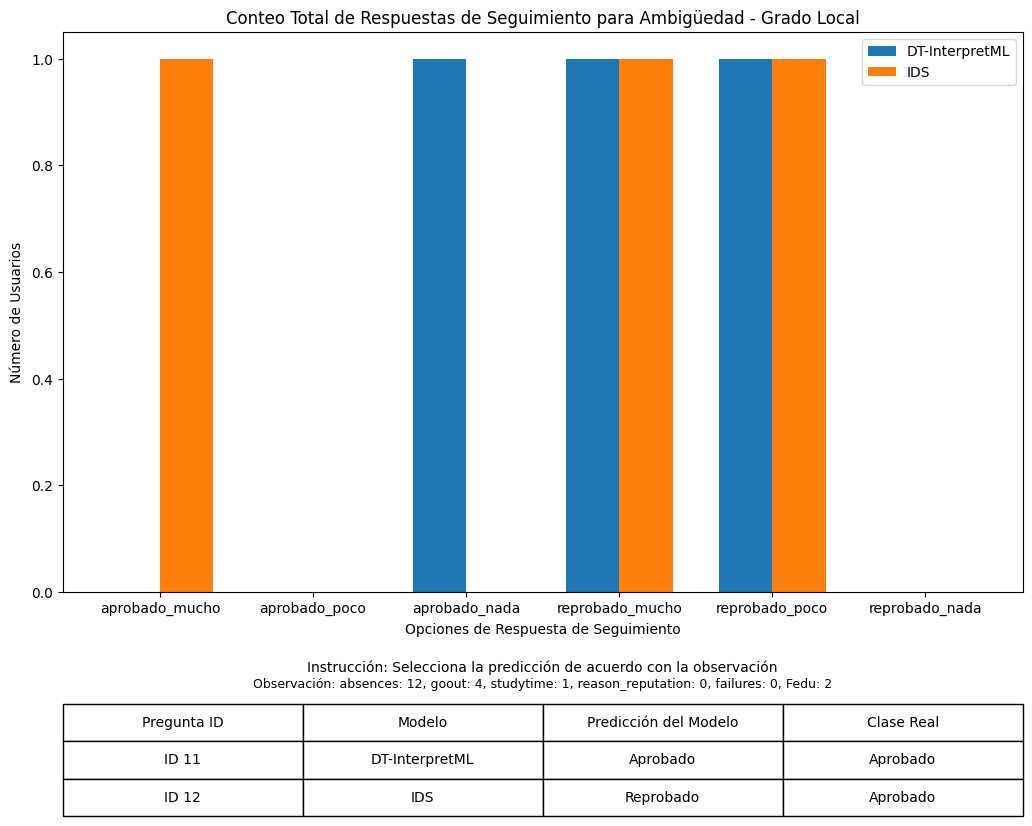 Conteo Total de Respuestas de Seguimiento para Ambigüedad - Grado Local
DT-InterpretML
IDS
Número de Usuarios
1.0
0.8
0.6
0.4
0.2
0.0
aprobado_mucho aprobado_poco aprobado_nada reprobado_mucho reprobado_poco reprobado_nada
Opciones de Respuesta de Seguimiento
Instrucción: Selecciona la predicción de acuerdo con la observación
Observación: absences: 12, goout: 4, studytime: 1, reason_reputation: 0, failures: 0, Fedu: 2
Pregunta ID Modelo Predicción del Modelo Clase Real
ID 11 DT-InterpretML Aprobado Aprobado
ID 12 IDS Reprobado Aprobado